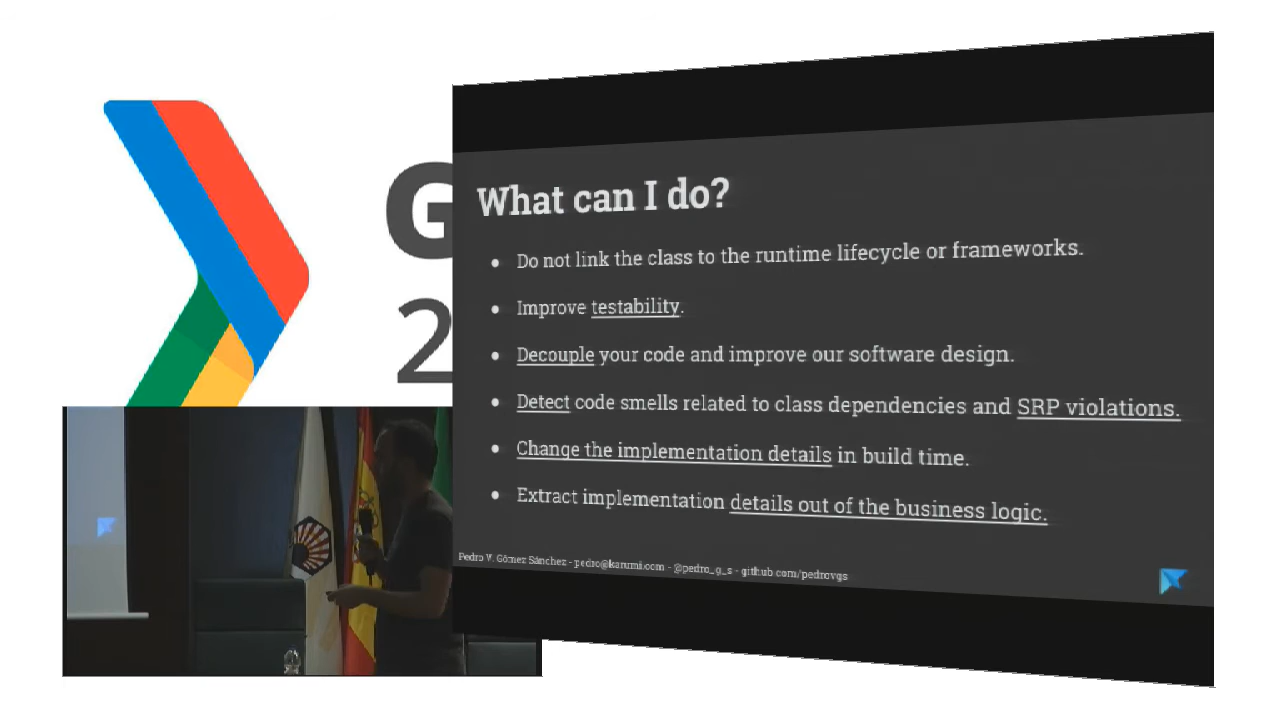 G
2
What can I do?
• Do not link the class to the runtime lifecycle or frameworks.
• Improve testability.
• Decouple your code and improve our software design.
• Detect code smells related to class dependencies and SRP violations.
• Change the implementation details in build time.
• Extract implementation details out of the business logic.
Pedro V. Gómez Sánchez - pedro@karumi.com - @pedro_g_s - github.com/pedrovgs